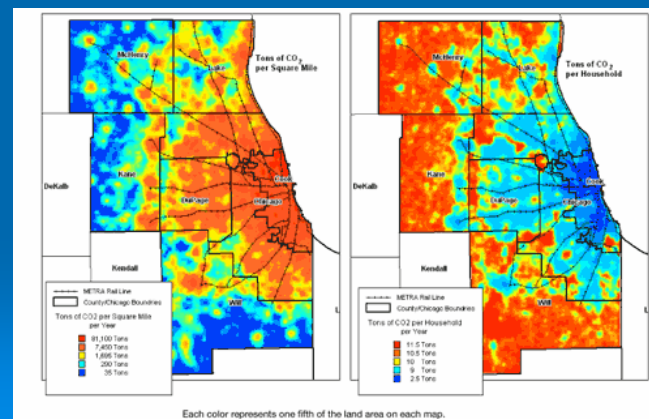 Tons of CO2
per Square Mile
McHenry
Lake
Kane
Cook
DeKalb
DuPage
Chicago
Kendall
Will
METRA Rail Line
County/Chicago Boundries
Tons of CO2 per Square Mile
per Year
81,100 Tons
7,450 Tons
1,695 Tons
290 Tons
35 Tons
Tons of CO2
per Household
McHenry
Lake
Kane
Cook
DeKalb
DuPage
Chicago
Kendall
Will
METRA Rail Line
County/Chicago Boundries
Tons of CO2 per Household
per Year
11.5 Tons
10.5 Tons
10 Tons
9 Tons
2.5 Tons
Each color represents one fifth of the land area on each map.